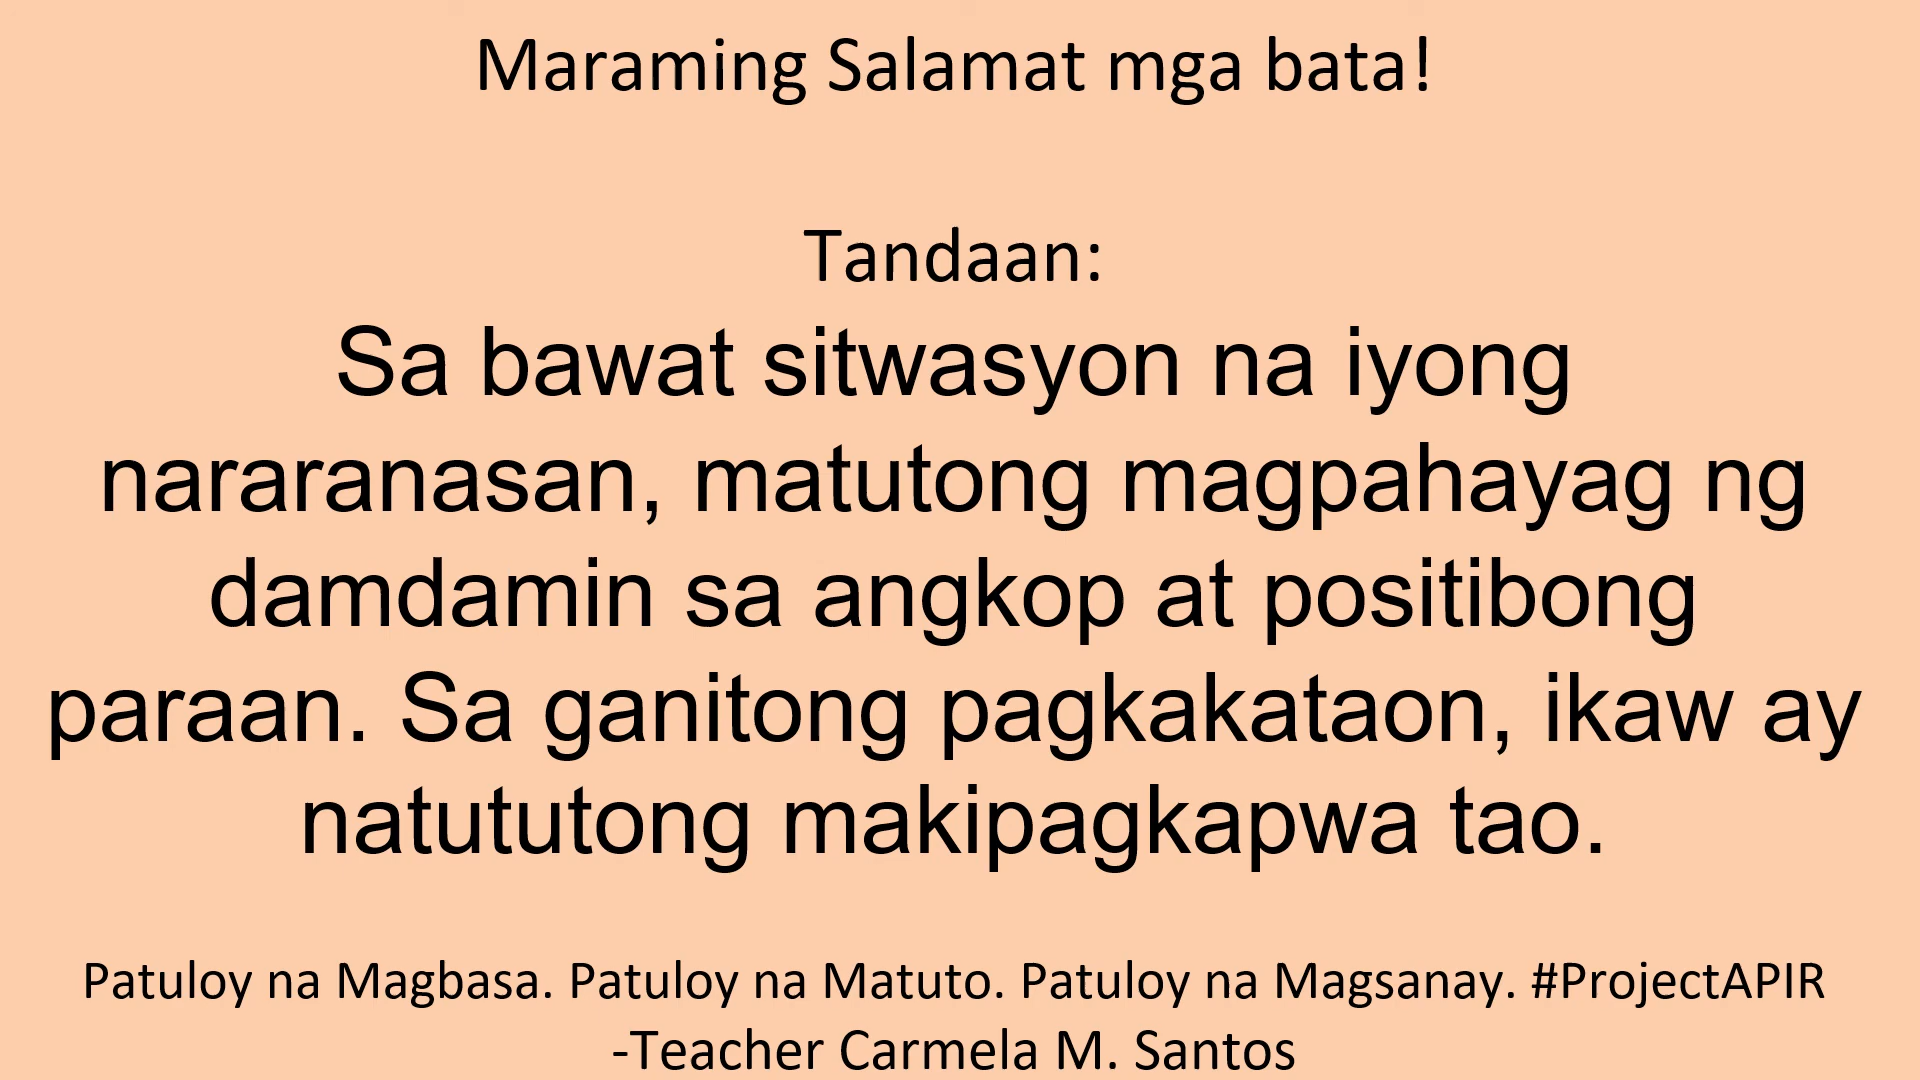 Maraming Salamat mga bata!
Tandaan:
Sa bawat sitwasyon na iyong
nararanasan, matutong magpahayag ng
damdamin sa angkop at positibong
paraan. Sa ganitong pagkakataon, ikaw ay
natututong makipagkapwa tao.
Patuloy na Magbasa. Patuloy na Matuto. Patuloy na Magsanay. #ProjectAPIR
-Teacher Carmela M. Santos